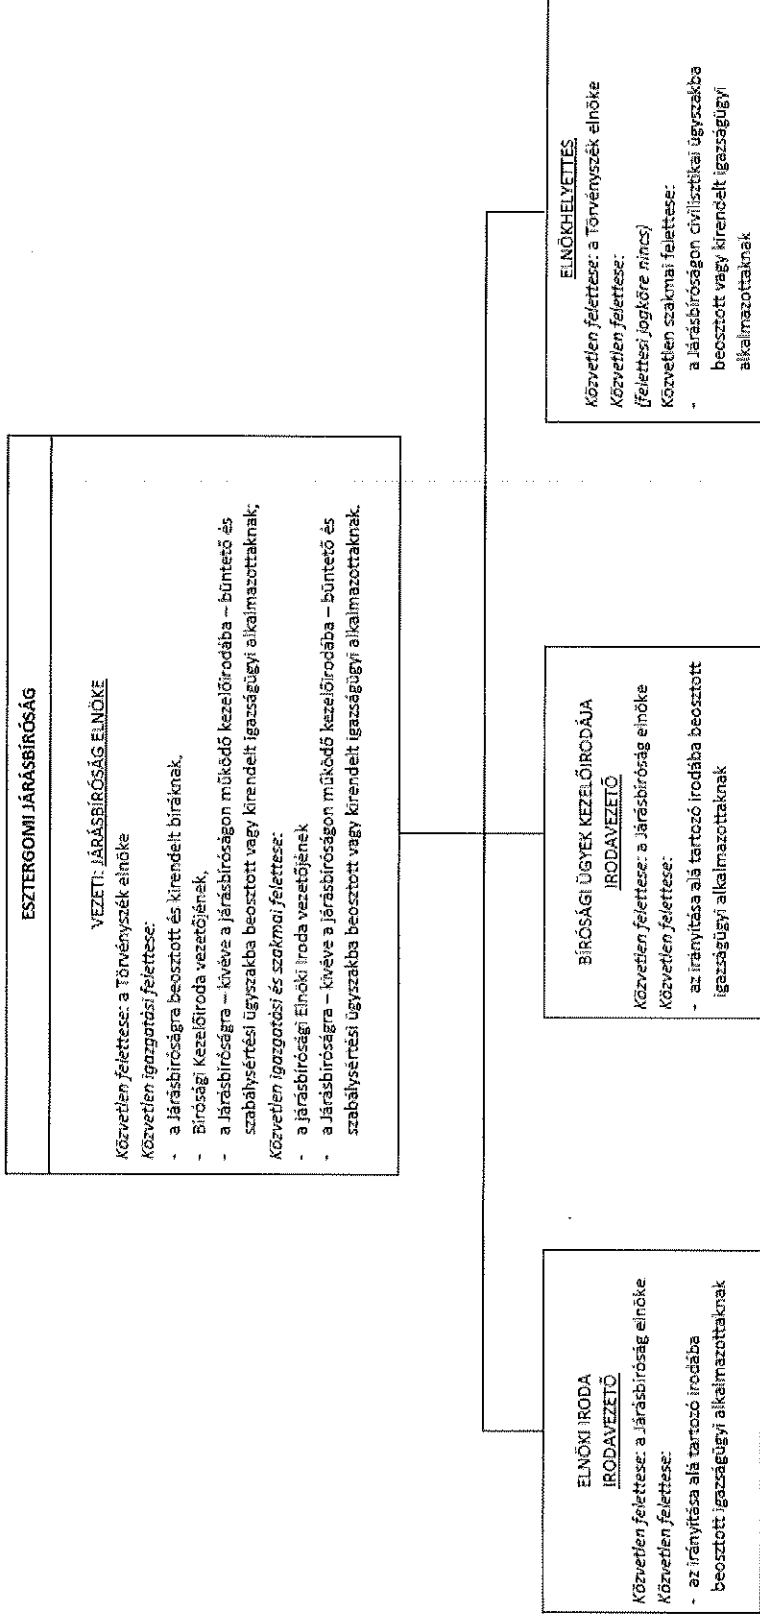 ESZTERGOMI JÁRÁSBÍRÓSÁG
VEZETI: JÁRÁSBÍRÓSÁG ELNÖKE
Közvetlen felettese: a Törvényszék elnöke
Közvetlen igazgatási felettese:
- a Járásbíróságra beosztott és kirendelt bíráknak,
- Bírósági Kezelőiroda vezetőjének,
- a Járásbíróságra – kivéve a járásbíróságon működő kezelőirodába – büntető és
szabálysértési ügyszakba beosztott vagy kirendelt igazságügyi alkalmazottaknak;
Közvetlen igazgatási és szakmai felettese:
- a járásbírósági Elnöki Iroda vezetőjének
- a Járásbíróságra – kivéve a járásbíróságon működő kezelőirodába – büntető és
szabálysértési ügyszakba beosztott vagy kirendelt igazságügyi alkalmazottaknak.
ELNÖKI IRODA
IRODAVEZETŐ
Közvetlen felettese: a Járásbíróság elnöke
Közvetlen felettese:
- az irányítása alá tartozó irodába
beosztott igazságügyi alkalmazottaknak
BÍRÓSÁGI ÜGYEK KEZELŐIRODÁJA
IRODAVEZETŐ
Közvetlen felettese: a Járásbíróság elnöke
Közvetlen felettese:
- az irányítása alá tartozó irodába beosztott
igazságügyi alkalmazottaknak
ELNÖKHELYETTES
Közvetlen felettese: a Törvényszék elnöke
Közvetlen felettese:
(felettesi jogköre nincs)
Közvetlen szakmai felettese:
- a Járásbíróságon civilisztikai ügyszakba
beosztott vagy kirendelt igazságügyi
alkalmazottaknak